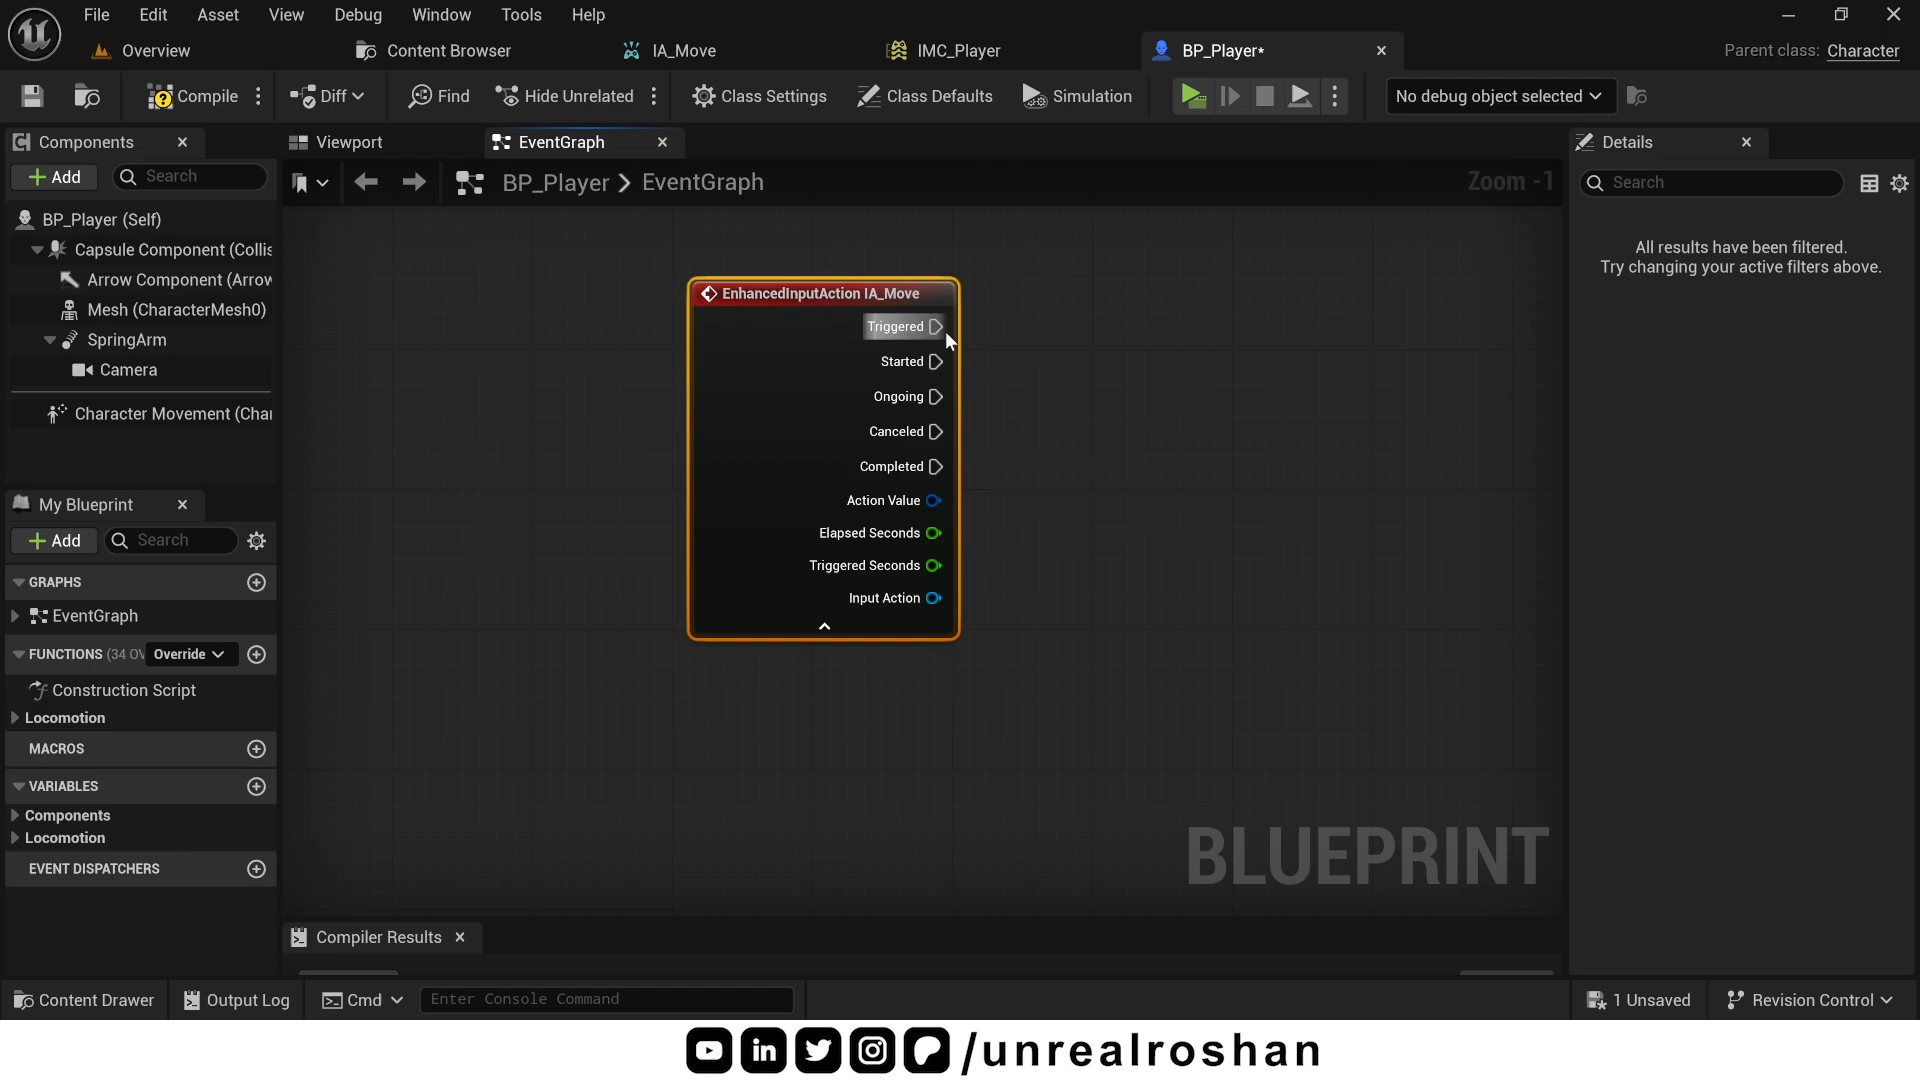 File Edit Asset View Debug Window Tools Help
Overview Content Browser IA_Move IMC_Player BP_Player* Parent class: Character
Compile Diff Find Hide Unrelated Class Settings Class Defaults Simulation No debug object selected
Components Viewport EventGraph Details
Add Search BP_Player EventGraph Zoom -1 Search
BP_Player (Self)
Capsule Component (Collis
Arrow Component (Arrow
Mesh (CharacterMesh0)
SpringArm
Camera
Character Movement (Char
All results have been filtered.
Try changing your active filters above.
EnhancedInputAction IA_Move
Triggered
Started
Ongoing
Canceled
Completed
Action Value
Elapsed Seconds
Triggered Seconds
Input Action
My Blueprint
Add Search
GRAPHS
EventGraph
FUNCTIONS (34 OV Override
Construction Script
Locomotion
MACROS
VARIABLES
Components
Locomotion
EVENT DISPATCHERS
BLUEPRINT
Compiler Results
Content Drawer Output Log Cmd Enter Console Command 1 Unsaved Revision Control
/unrealroshan